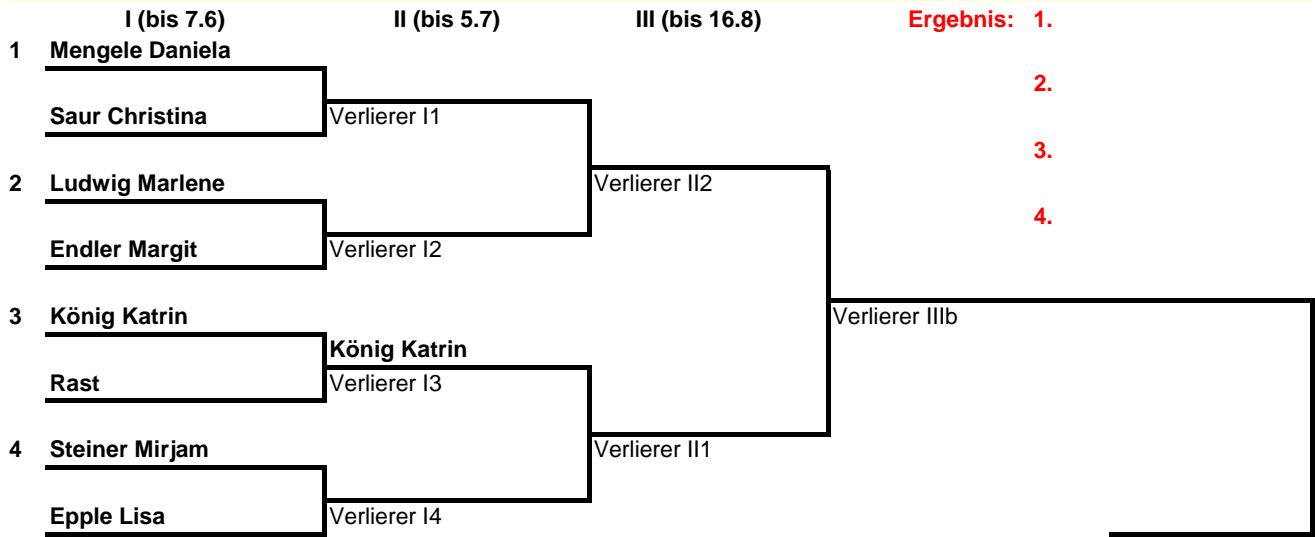 I (bis 7.6) II (bis 5.7) III (bis 16.8) Ergebnis: 1.
1 Mengele Daniela
2.
Saur Christina Verlierer I1
3.
2 Ludwig Marlene Verlierer II2
4.
Endler Margit Verlierer I2
3 König Katrin Verlierer IIIb
König Katrin
Rast Verlierer I3
4 Steiner Mirjam Verlierer II1
Epple Lisa Verlierer I4